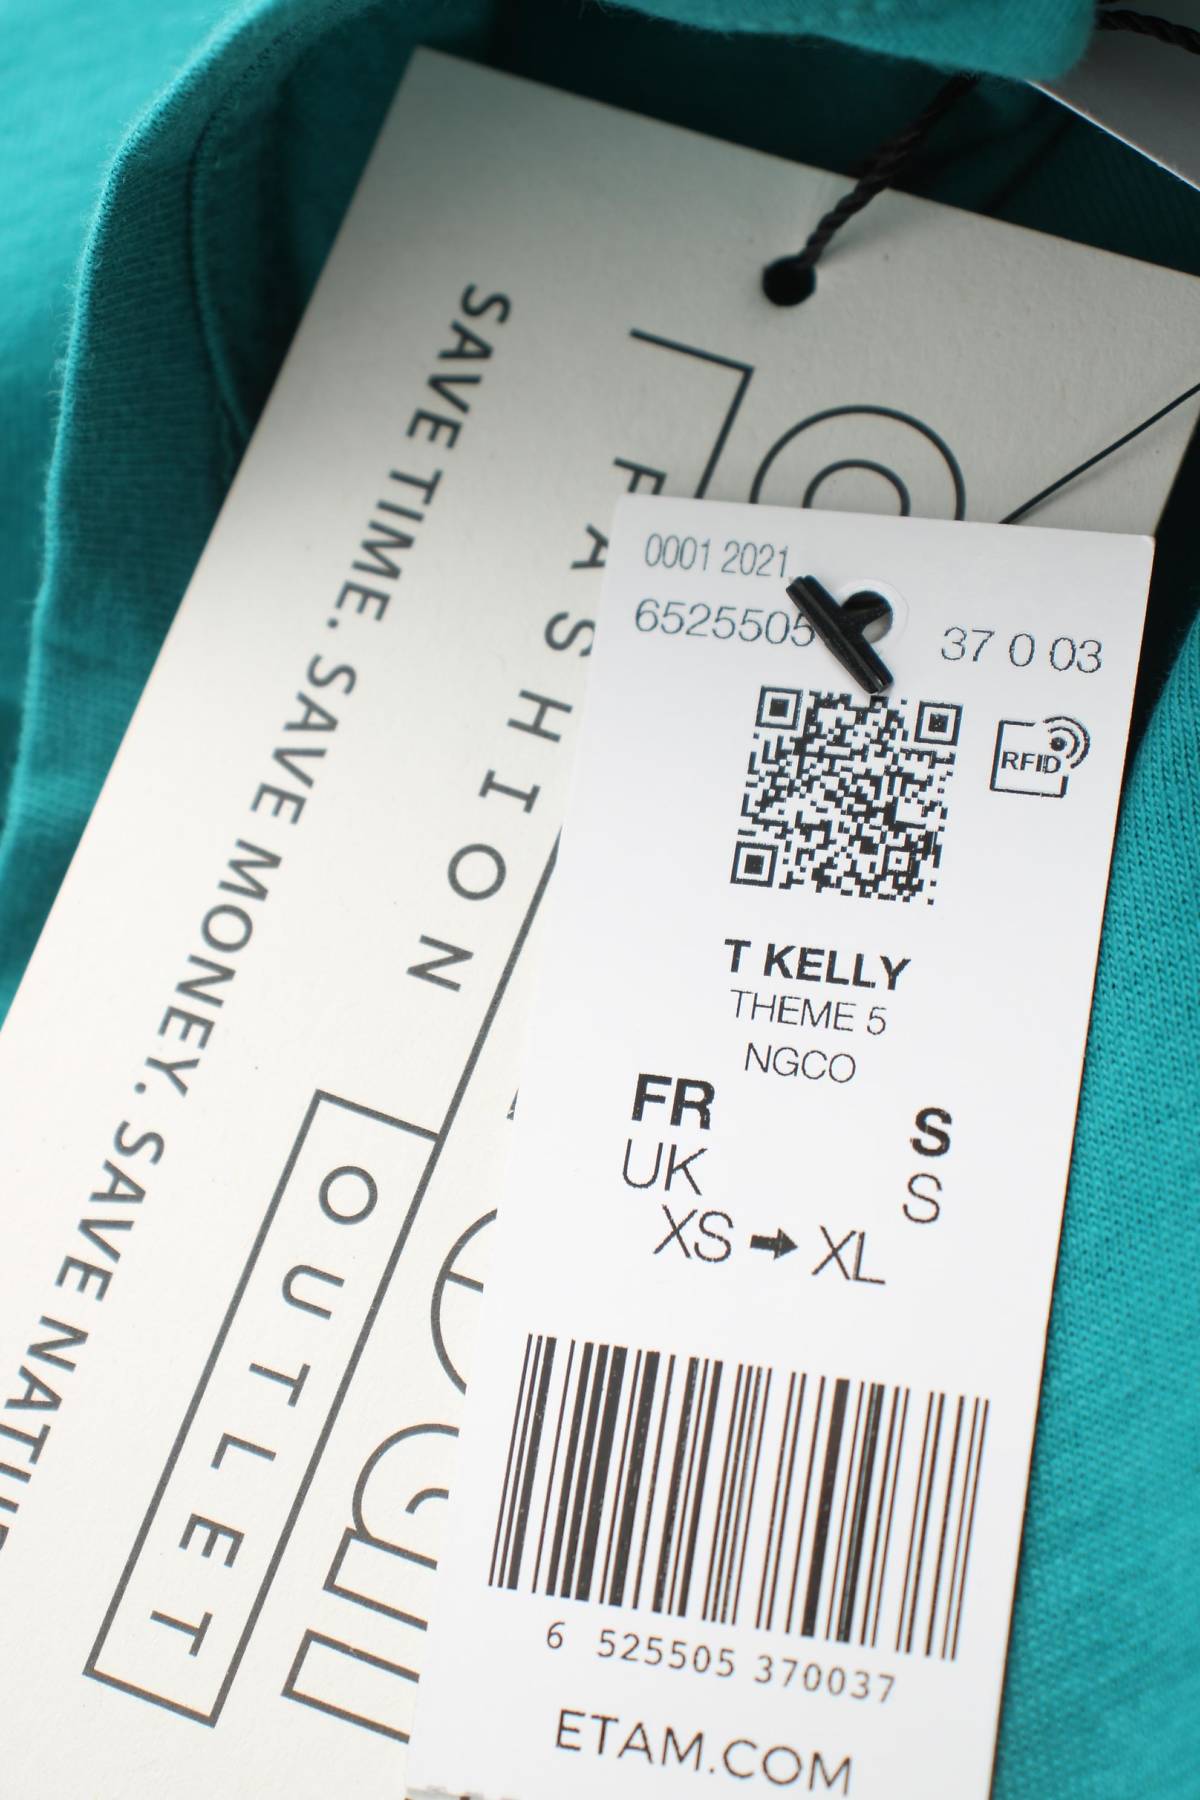 SAVE TIME. SAVE MONEY. SAVE
FASHION
OUTLET
0001 2021
6525505
37 0 03
RFID
T KELLY
THEME 5
NGCO
FR S
UK S
XS ➡ XL
6 525505 370037
ETAM.COM